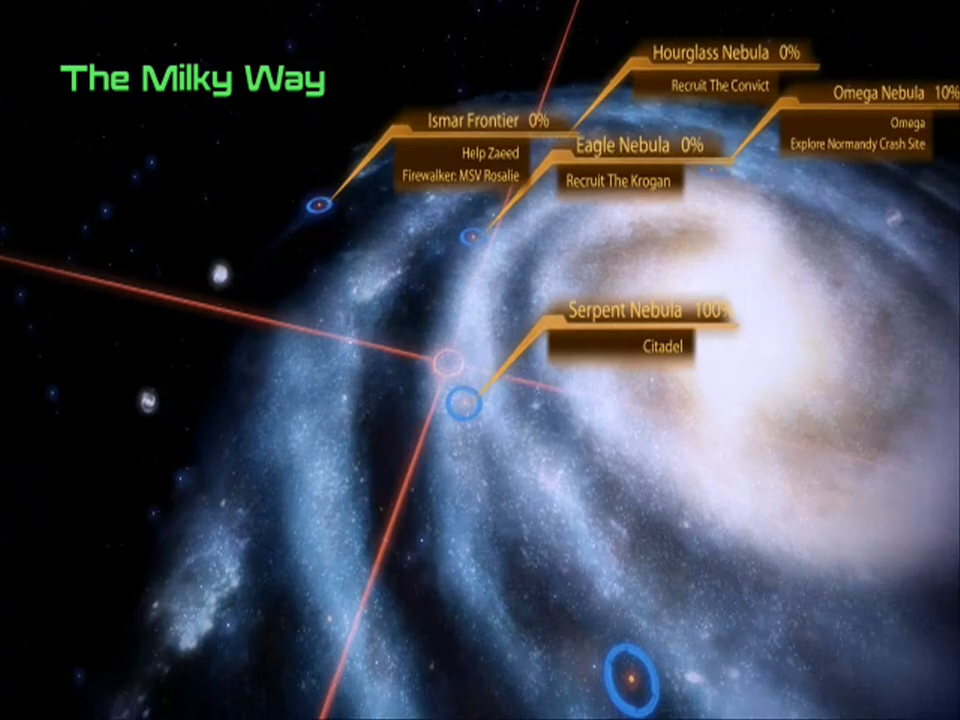 The Milky Way
Hourglass Nebula 0%
Recruit The Convict
Omega Nebula 10%
Omega
Explore Normandy Crash Site
Ismar Frontier 0%
Help Zaeed
Firewalker: MSV Rosalie
Eagle Nebula 0%
Recruit The Krogan
Serpent Nebula 100%
Citadel